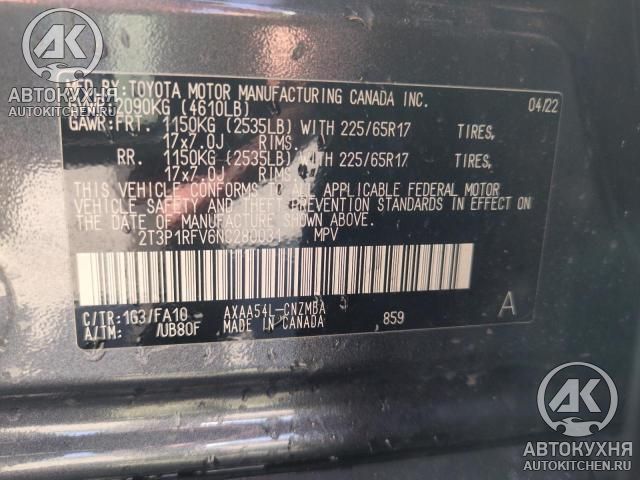 АК
АВТОКУХНЯ
AUTOKITCHEN.RU
MFD.BY:TOYOTA MOTOR MANUFACTURING CANADA INC.
GVWR 2090KG (4610LB) 04/22
GAWR:FRT. 1150KG (2535LB) WITH 225/65R17 TIRES,
17x7.0J RIMS.
RR. 1150KG (2535LB) WITH 225/65R17 TIRES,
17x7.0J RIMS.
THIS VEHICLE CONFORMS TO ALL APPLICABLE FEDERAL MOTOR
VEHICLE SAFETY AND THEFT PREVENTION STANDARDS IN EFFECT ON
THE DATE OF MANUFACTURE SHOWN ABOVE.
MPV
C/TR:1G3/FA10 AXAA54L-CNZMBA A
A/TM: /UB80F MADE IN CANADA 859
АК
АВТОКУХНЯ
AUTOKITCHEN.RU